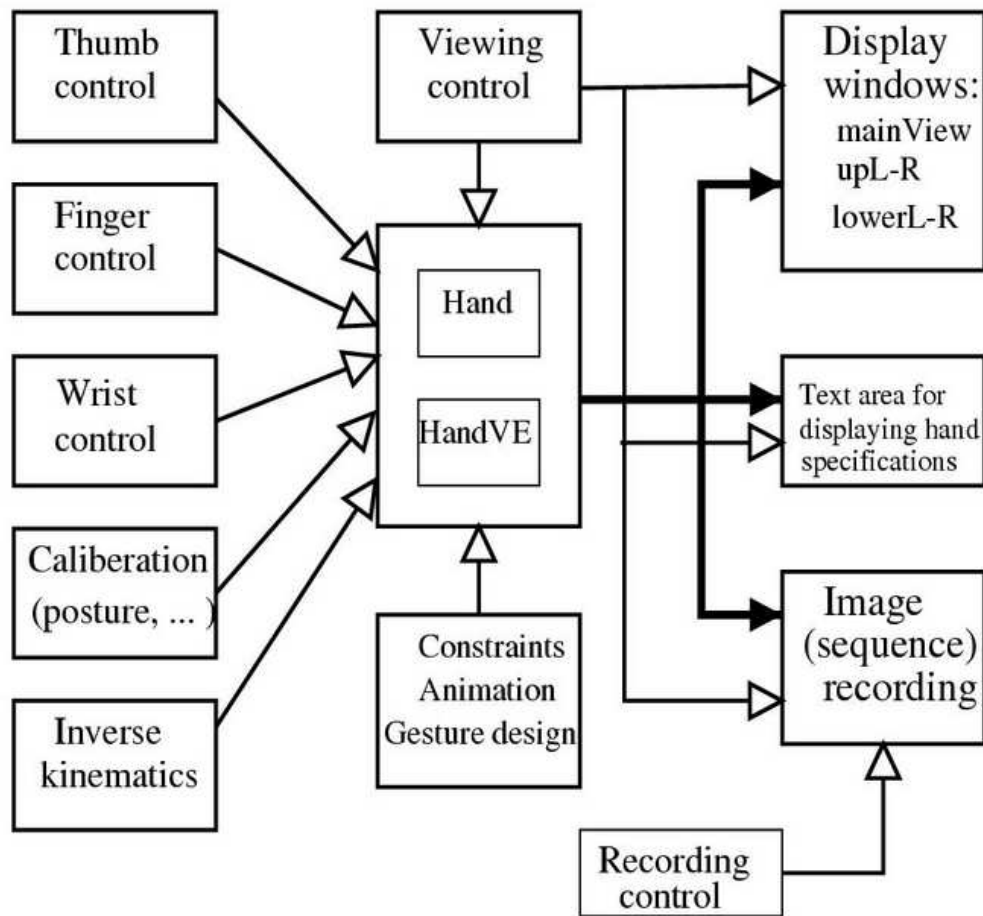 Thumb
control
Finger
control
Wrist
control
Caliberation
(posture, ... )
Inverse
kinematics
Viewing
control
Hand
HandVE
Constraints
Animation
Gesture design
Display
windows:
mainView
upL-R
lowerL-R
Text area for
displaying hand
specifications
Image
(sequence)
recording
Recording
control